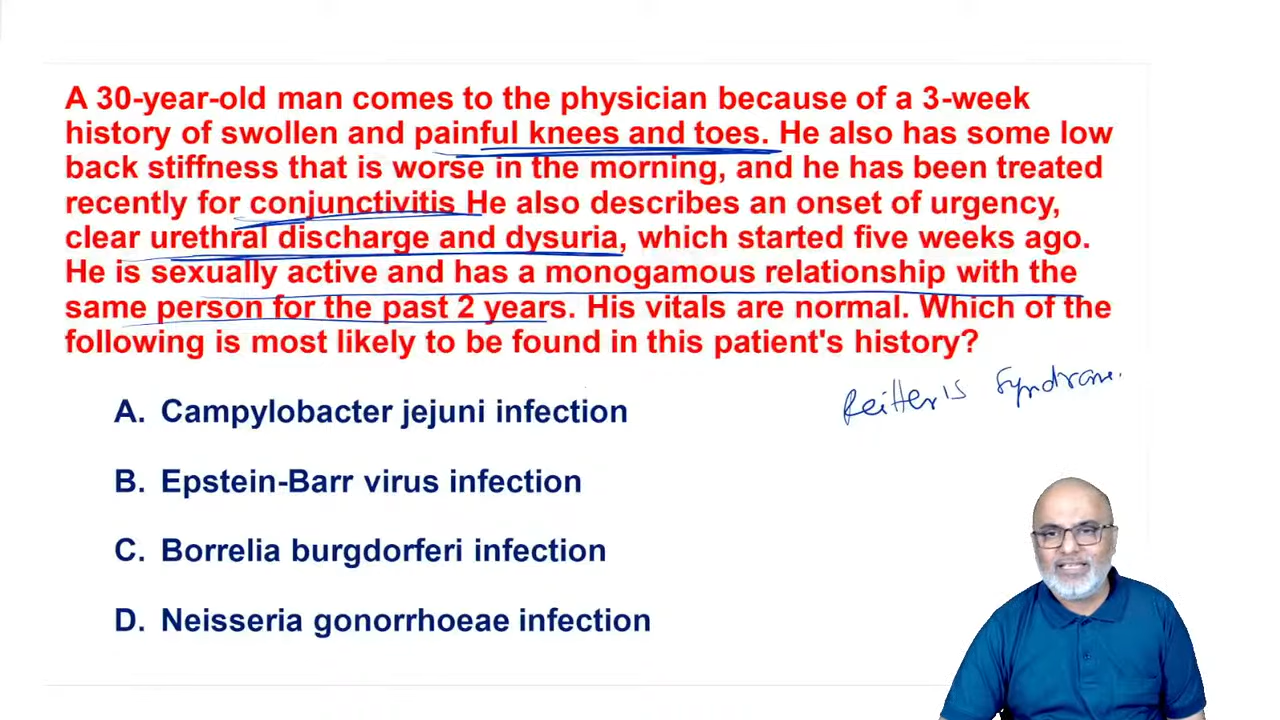 A 30-year-old man comes to the physician because of a 3-week
history of swollen and painful knees and toes. He also has some low
back stiffness that is worse in the morning, and he has been treated
recently for conjunctivitis He also describes an onset of urgency,
clear urethral discharge and dysuria, which started five weeks ago.
He is sexually active and has a monogamous relationship with the
same person for the past 2 years. His vitals are normal. Which of the
following is most likely to be found in this patient's history?
Reitter's Syndrome.
A. Campylobacter jejuni infection
B. Epstein-Barr virus infection
C. Borrelia burgdorferi infection
D. Neisseria gonorrhoeae infection